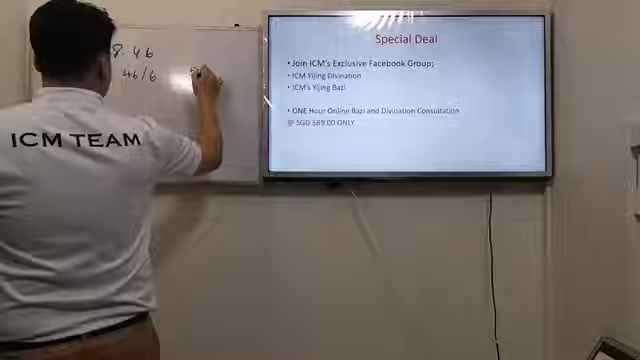 8.46
46/6
ICM TEAM
Special Deal
• Join ICM's Exclusive Facebook Group;
• ICM Yijing Divination
• ICM's Yijing Bazi
• ONE Hour Online Bazi and Divination Consultation
@ SGD $89.00 ONLY